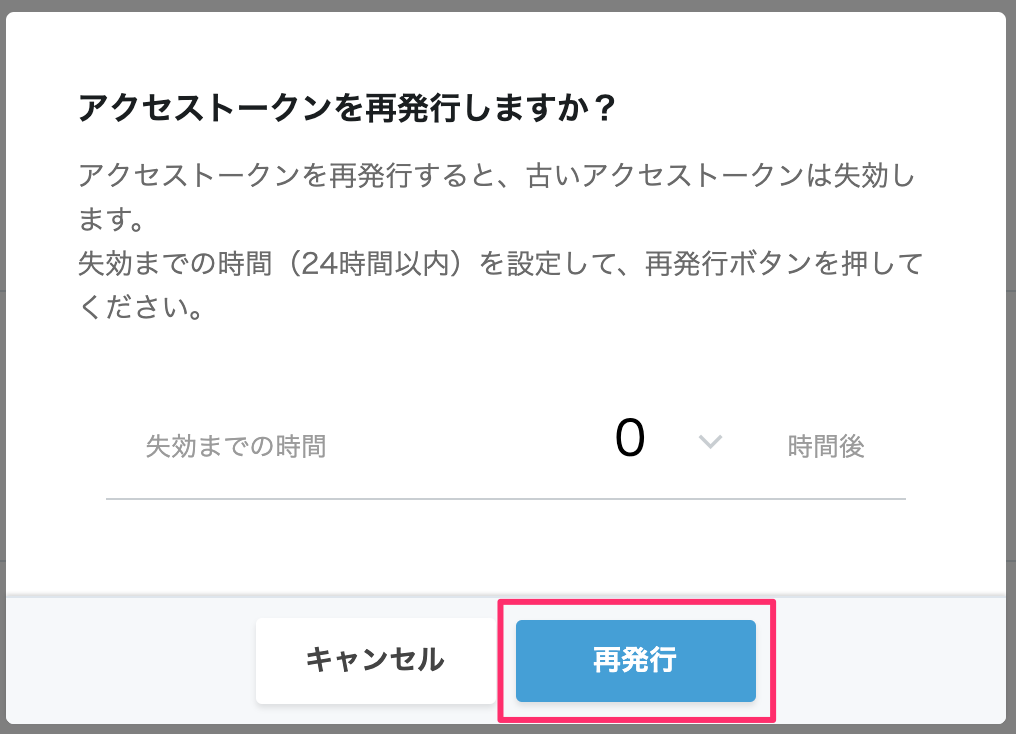 アクセストークンを再発行しますか？
アクセストークンを再発行すると、古いアクセストークンは失効し
ます。
失効までの時間（24時間以内）を設定して、再発行ボタンを押して
ください。
失効までの時間 0 時間後
キャンセル 再発行